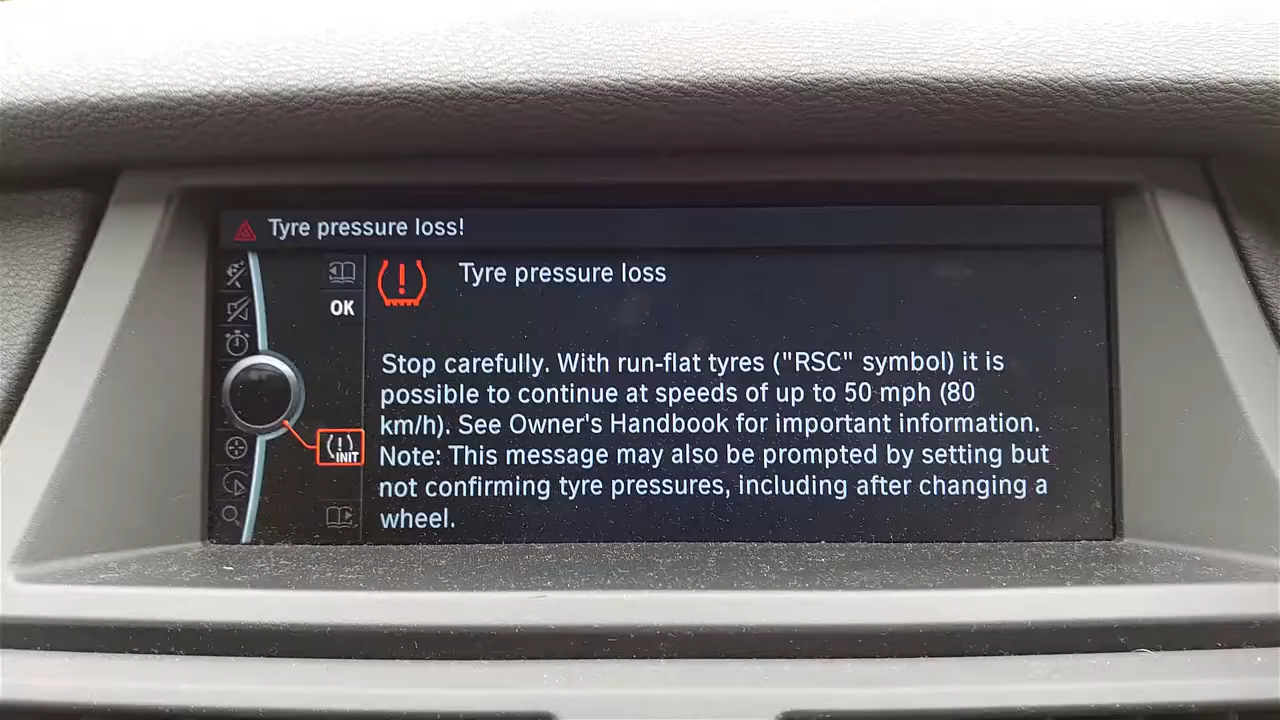 Tyre pressure loss!
Tyre pressure loss
OK
Stop carefully. With run-flat tyres ("RSC" symbol) it is
possible to continue at speeds of up to 50 mph (80
km/h). See Owner's Handbook for important information.
Note: This message may also be prompted by setting but
not confirming tyre pressures, including after changing a
wheel.
INIT